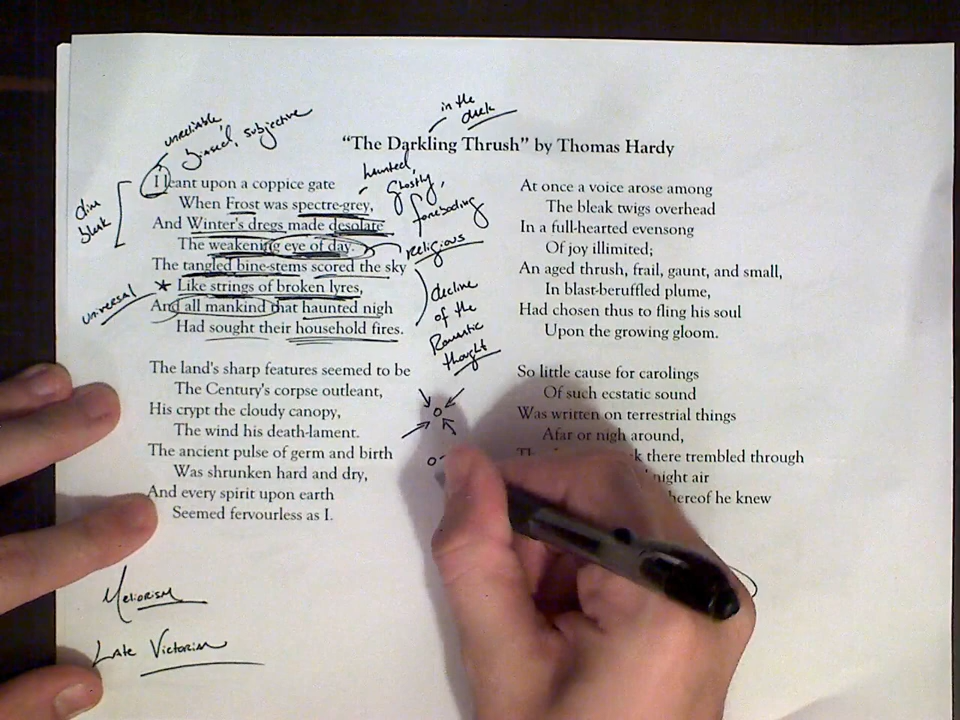 in the
dark
unreliable
biased, subjective
"The Darkling Thrush" by Thomas Hardy
haunted,
ghostly,
foreboding
dim
bleak
I leant upon a coppice gate
When Frost was spectre-grey,
And Winter's dregs made desolate
The weakening eye of day.
religious
The tangled bine-stems scored the sky
★ Like strings of broken lyres,
universal
And all mankind that haunted nigh
Had sought their household fires.
decline
of the
Romantic
thought
The land's sharp features seemed to be
The Century's corpse outleant,
His crypt the cloudy canopy,
The wind his death-lament.
The ancient pulse of germ and birth
Was shrunken hard and dry,
And every spirit upon earth
Seemed fervourless as I.
Meliorism
Late Victorian
At once a voice arose among
The bleak twigs overhead
In a full-hearted evensong
Of joy illimited;
An aged thrush, frail, gaunt, and small,
In blast-beruffled plume,
Had chosen thus to fling his soul
Upon the growing gloom.
So little cause for carolings
Of such ecstatic sound
Was written on terrestrial things
Afar or nigh around,
there trembled through
night air
he knew